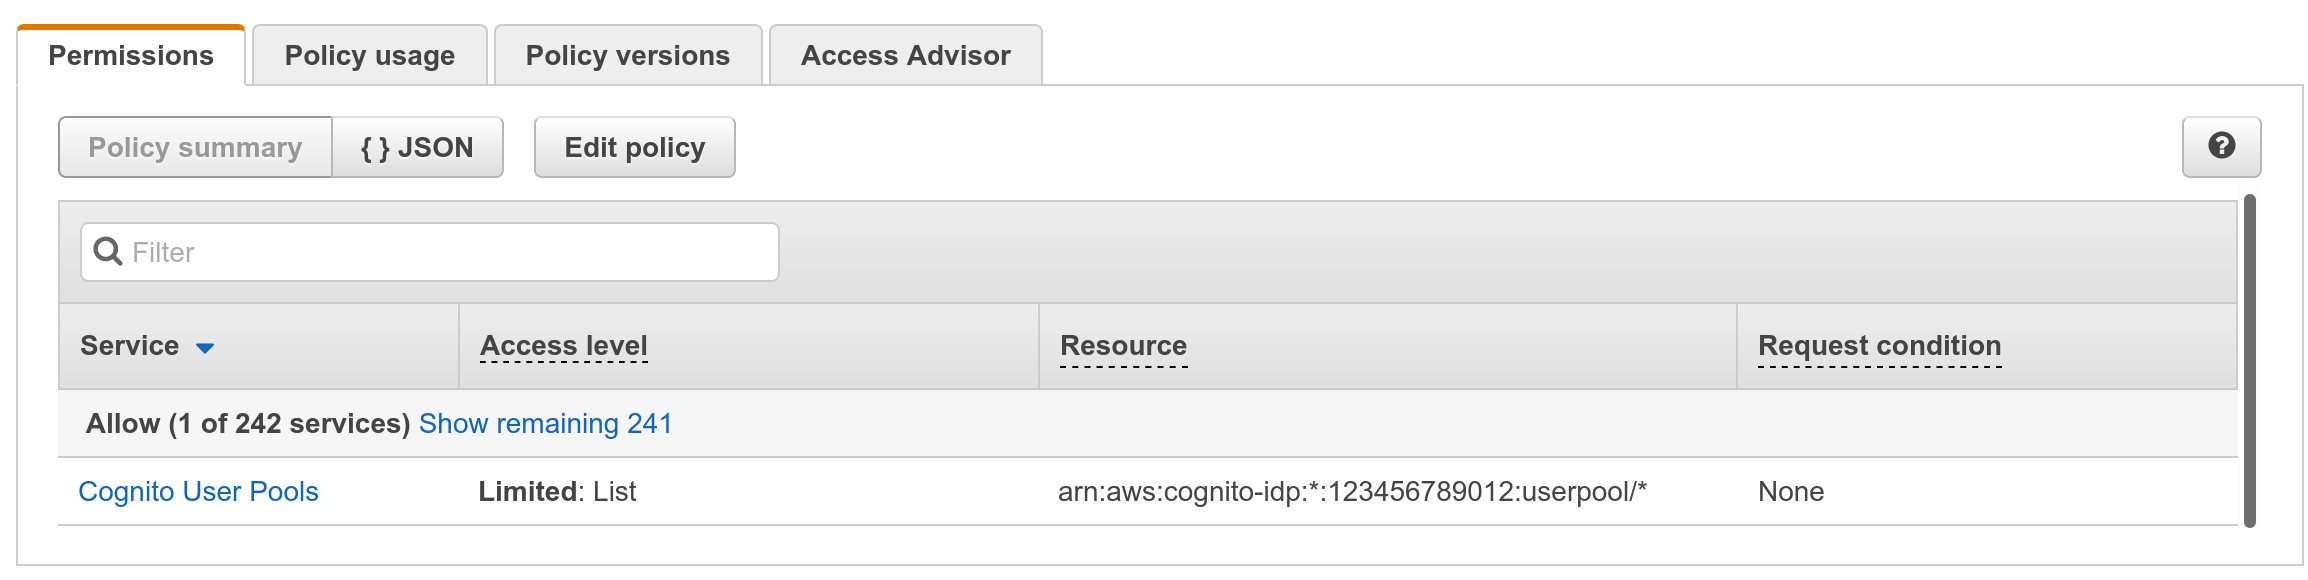 Permissions Policy usage Policy versions Access Advisor
Policy summary { } JSON Edit policy ?
Filter
Service Access level Resource Request condition
Allow (1 of 242 services) Show remaining 241
Cognito User Pools Limited: List arn:aws:cognito-idp:*:123456789012:userpool/* None